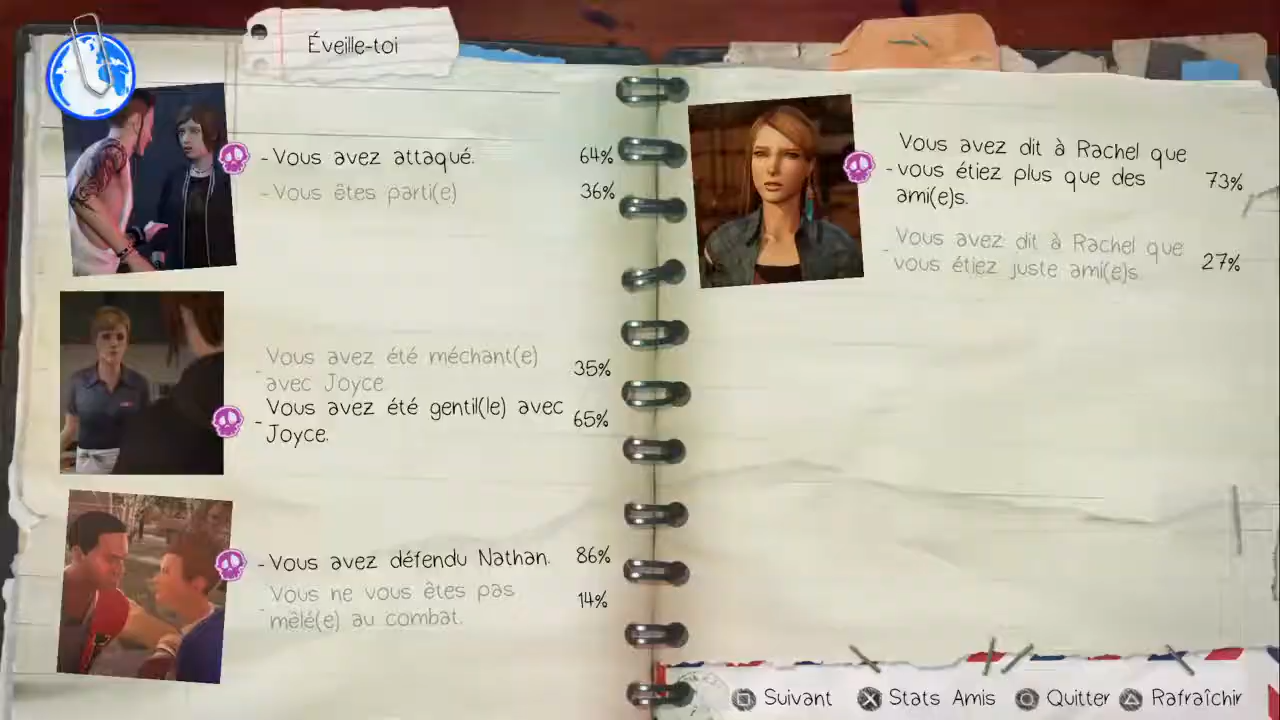 Éveille-toi
- Vous avez attaqué. 64%
- Vous êtes parti(e) 36%
Vous avez été méchant(e)
- avec Joyce 35%
- Vous avez été gentil(le) avec
Joyce. 65%
- Vous avez défendu Nathan. 86%
Vous ne vous êtes pas
- mêlé(e) au combat. 14%
Vous avez dit à Rachel que
- vous étiez plus que des
ami(e)s. 73%
- Vous avez dit à Rachel que
vous étiez juste ami(e)s. 27%
Suivant Stats Amis Quitter Rafraîchir